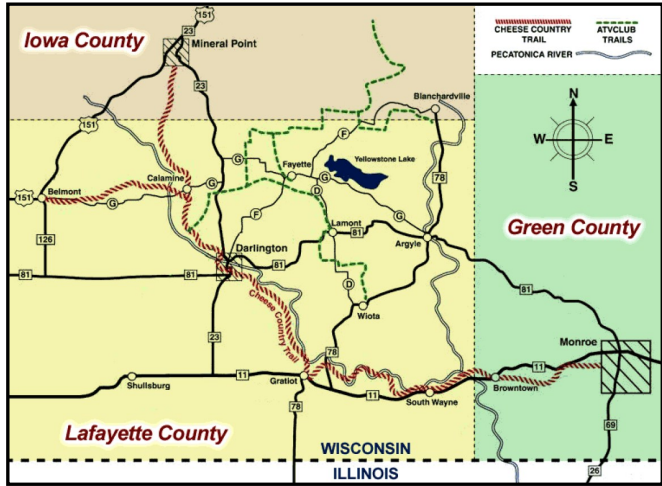 CHEESE COUNTRY
TRAIL
ATVCLUB
TRAILS
PECATONICA RIVER
Iowa County
151
23
Mineral Point
23
151
Blanchardville
F
N
W
E
S
Yellowstone Lake
G
Fayette
G
78
Calamine
G
D
151
Belmont
G
F
Lamont
81
G
Green County
126
Darlington
Argyle
81
81
81
81
D
Wiota
Cheese Country Trail
Monroe
23
78
11
Shullsburg
11
Gratiot
11
South Wayne
Browntown
78
69
Lafayette County
WISCONSIN
ILLINOIS
26